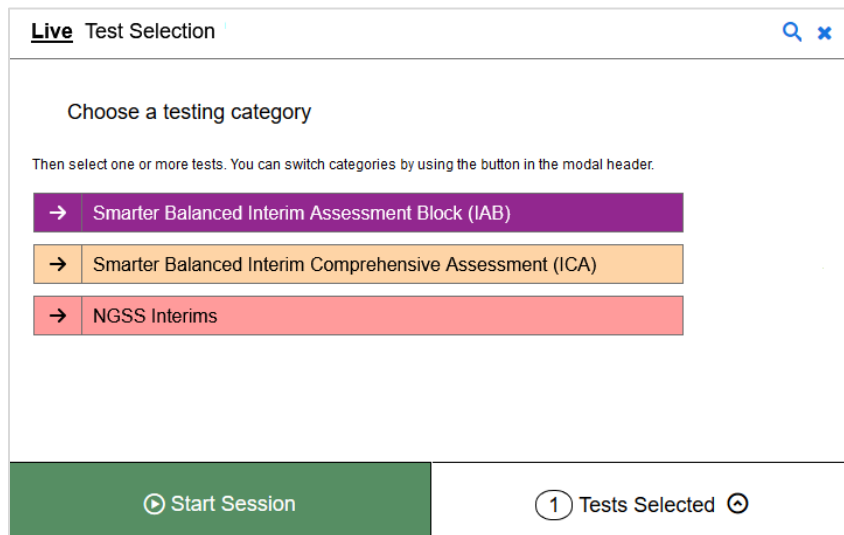 Live Test Selection
Choose a testing category
Then select one or more tests. You can switch categories by using the button in the modal header.
Smarter Balanced Interim Assessment Block (IAB)
Smarter Balanced Interim Comprehensive Assessment (ICA)
NGSS Interims
Start Session
1 Tests Selected